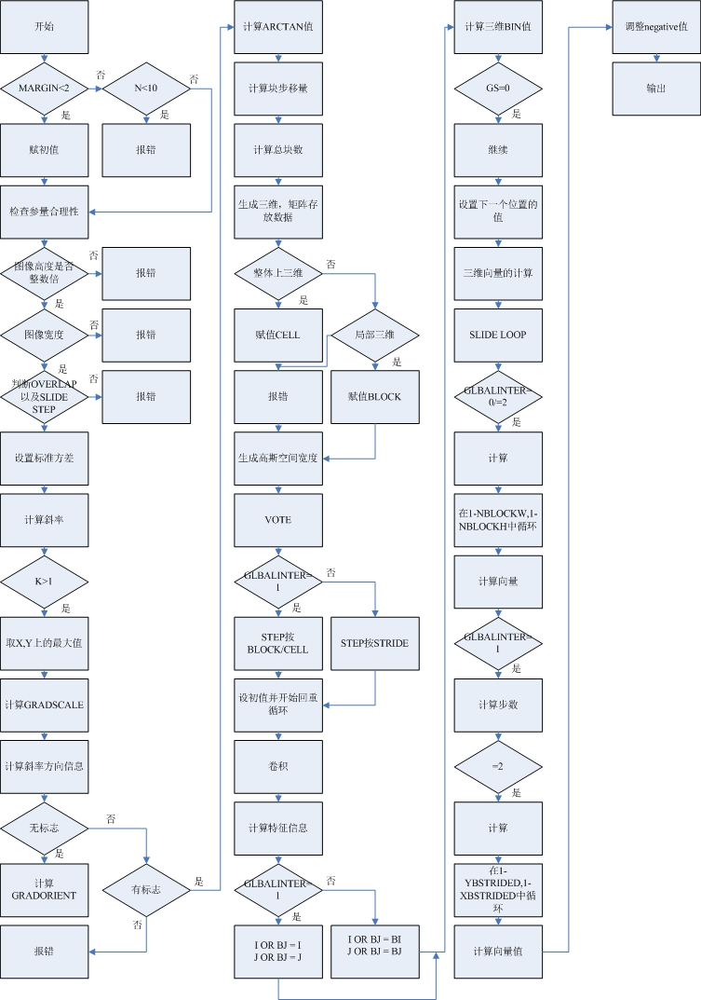 开始
MARGIN<2
否
N<10
否
是
是
赋初值
报错
检查参量合理性
图像高度是否
整数倍
否
报错
是
图像宽度
否
报错
是
判断OVERLAP
以及SLIDE
STEP
否
报错
设置标准方差
计算斜率
K>1
是
取X,Y上的最大值
计算GRADSCALE
计算斜率方向信息
无标志
否
是
计算
GRADORIENT
有标志
是
否
报错
计算ARCTAN值
计算块步移量
计算总块数
生成三维，矩阵存
放数据
整体上三维
否
是
赋值CELL
局部三维
是
报错
赋值BLOCK
生成高斯空间宽度
VOTE
GLBALINTER=
1
否
是
STEP按
BLOCK/CELL
STEP按STRIDE
设初值并开始回重
循环
卷积
计算特征信息
GLBALINTER=
1
否
是
I OR BJ = I
J OR BJ = J
I OR BJ = BI
J OR BJ = BJ
计算三维BIN值
GS=0
是
继续
设置下一个位置的
值
三维向量的计算
SLIDE LOOP
GLBALINTER=
0/=2
是
计算
在1-NBLOCKW,1-
NBLOCKH中循环
计算向量
GLBALINTER=
1
是
计算步数
=2
是
计算
在1-
YBSTRIDED,1-
XBSTRIDED中循
环
计算向量值
调整negative值
输出